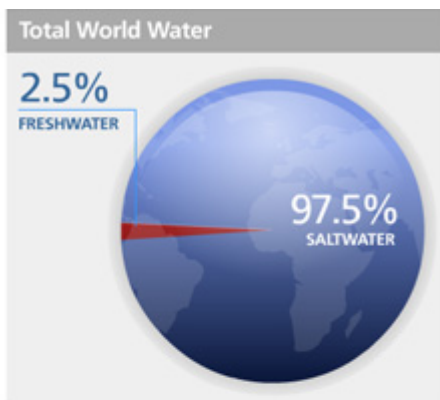 Total World Water
2.5%
FRESHWATER
97.5%
SALTWATER